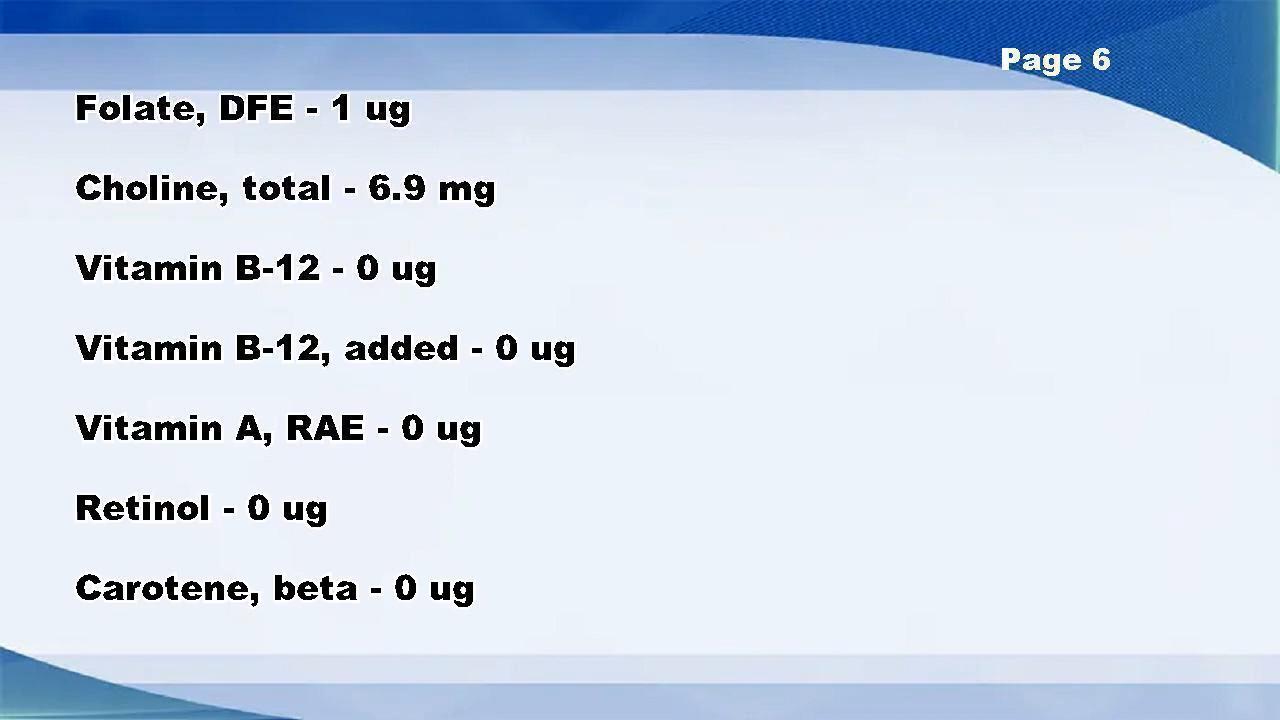 Page 6
Folate, DFE - 1 ug
Choline, total - 6.9 mg
Vitamin B-12 - 0 ug
Vitamin B-12, added - 0 ug
Vitamin A, RAE - 0 ug
Retinol - 0 ug
Carotene, beta - 0 ug